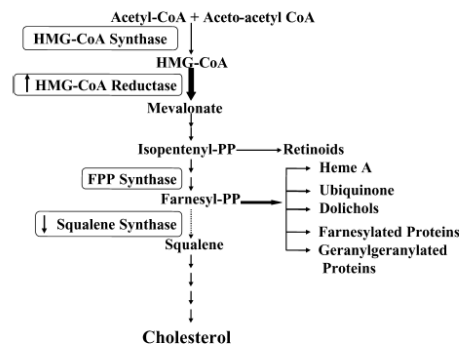 Acetyl-CoA + Aceto-acetyl CoA
HMG-CoA Synthase
HMG-CoA
HMG-CoA Reductase
Mevalonate
Isopentenyl-PP
Retinoids
FPP Synthase
Heme A
Ubiquinone
Farnesyl-PP
Dolichols
Squalene Synthase
Farnesylated Proteins
Squalene
Geranylgeranylated
Proteins
Cholesterol